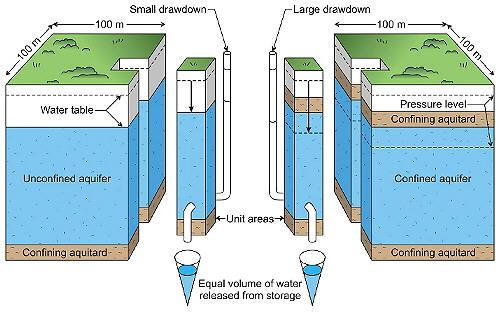 Small drawdown
Large drawdown
100 m
100 m
100 m
100 m
Water table
Pressure level
Confining aquitard
Unconfined aquifer
Confined aquifer
Unit areas
Confining aquitard
Confining aquitard
Equal volume of water
released from storage